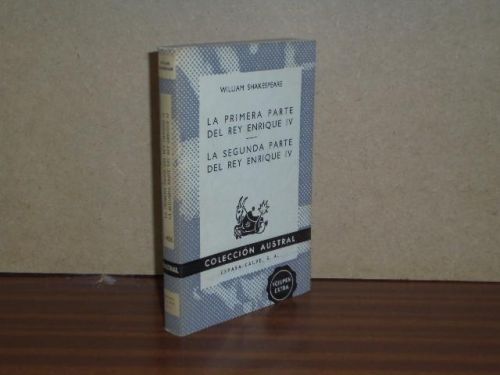 WILLIAM SHAKESPEARE
LA PRIMERA PARTE
DEL REY ENRIQUE IV
LA SEGUNDA PARTE
DEL REY ENRIQUE IV
COLECCIÓN AUSTRAL
ESPASA-CALPE, S. A.
VOLUMEN
EXTRA
AUSTRAL